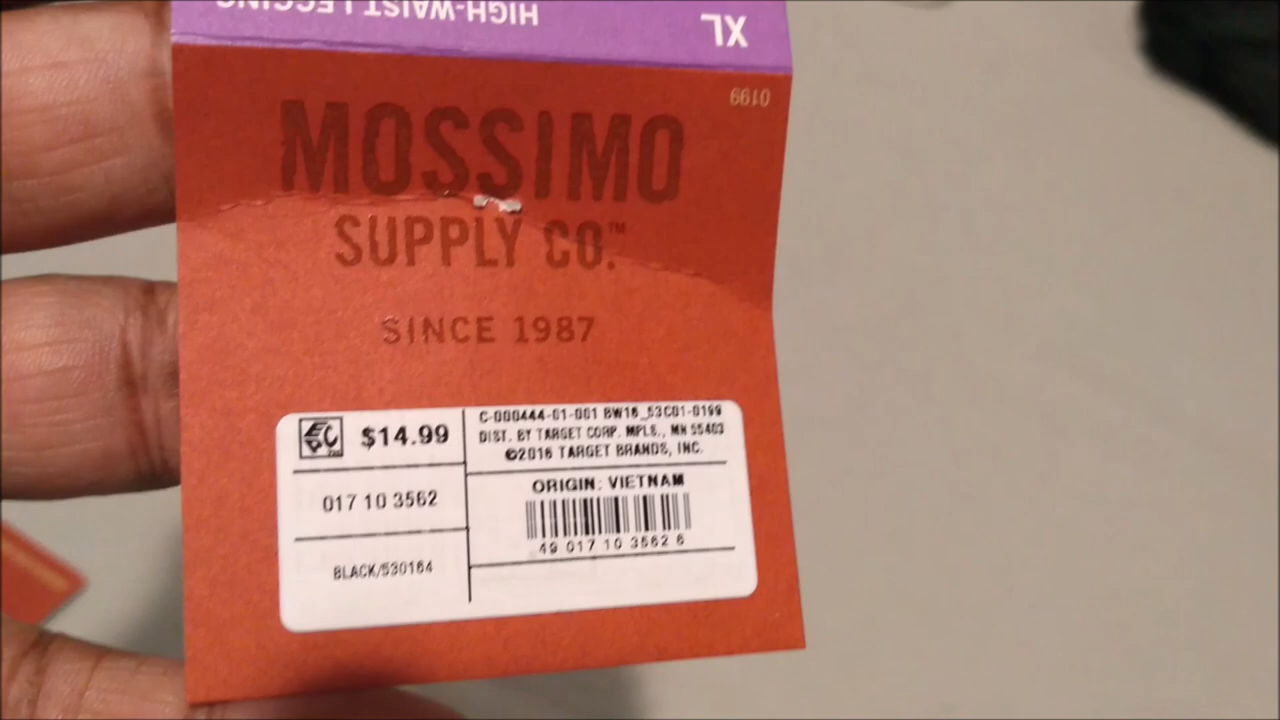 HIGH-WAIST LEGGING
XL
0199
MOSSIMO
SUPPLY CO.™
SINCE 1987
$14.99
017 10 3562
BLACK/530164
C-000444-01-001 BW16_53C01-0199
DIST. BY TARGET CORP. MPLS., MN 55403
©2016 TARGET BRANDS, INC.
ORIGIN: VIETNAM
49 017 10 3562 6